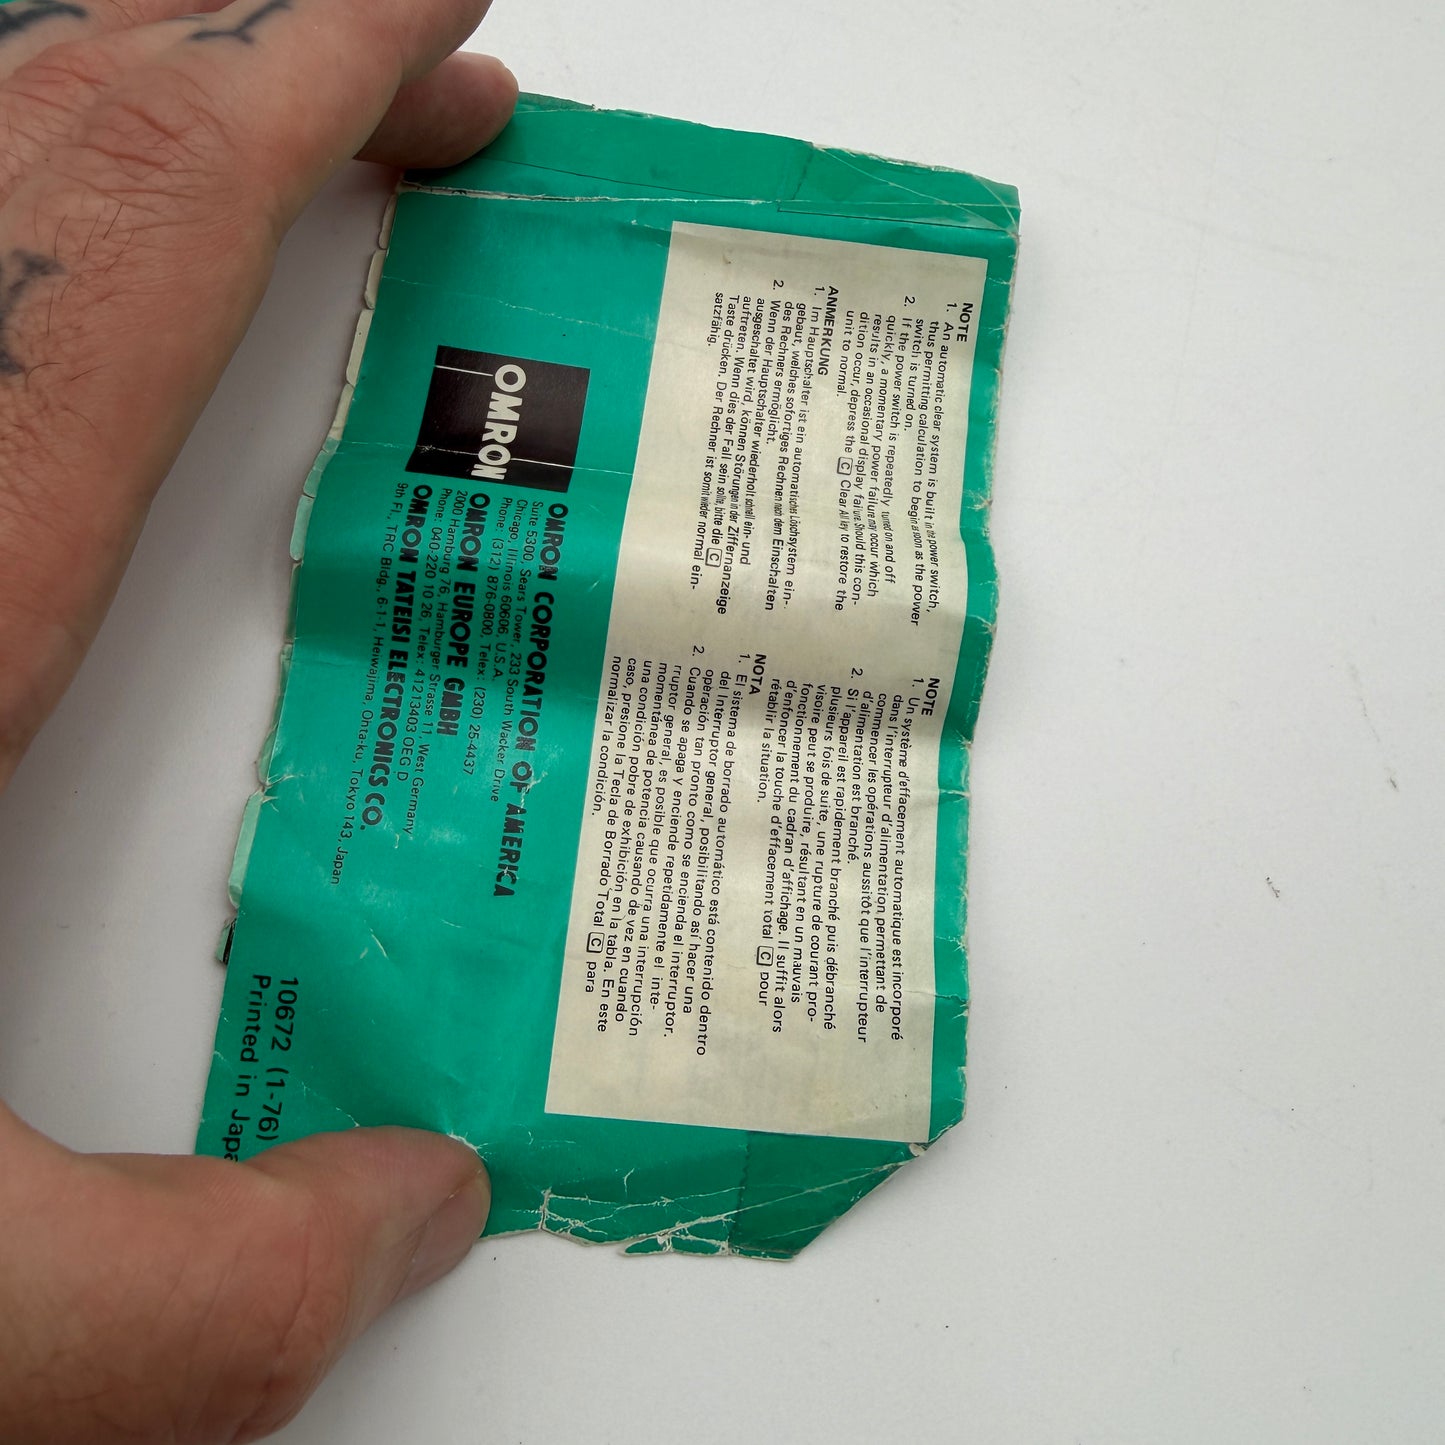 NOTE
1. An automatic clear system is built in the power switch,
thus permitting calculation to begin as soon as the power
switch is turned on.
2. If the power switch is repeatedly turned on and off
quickly, a momentary power failure may occur which
results in an occasional display failure. Should this con-
dition occur, depress the C Clear All key to restore the
unit to normal.
ANMERKUNG
1. Im Hauptschalter ist ein automatisches Löschsystem ein-
gebaut, welches sofortiges Rechnen nach dem Einschalten
des Rechners ermöglicht.
2. Wenn der Hauptschalter wiederholt schnell ein- und
ausgeschaltet wird, können Störungen in der Ziffernanzeige
auftreten. Wenn dies der Fall sein sollte, bitte die C
Taste drücken. Der Rechner ist somit wieder normal ein-
satzfähig.
NOTE
1. Un système d'effacement automatique est incorporé
dans l'interrupteur d'alimentation permettant de
commencer les opérations aussitôt que l'interrupteur
d'alimentation est branché.
2. Si l'appareil est rapidement branché puis débranché
plusieurs fois de suite, une rupture de courant pro-
visoire peut se produire, résultant en un mauvais
fonctionnement du cadran d'affichage. Il suffit alors
d'enfoncer la touche d'effacement total C pour
rétablir la situation.
NOTA
1. El sistema de borrado automático está contenido dentro
del Interruptor general, posibilitando así hacer una
operación tan pronto como se encienda el interruptor.
2. Cuando se apaga y enciende repetidamente el inte-
rruptor general, es posible que ocurra una interrupción
momentánea de potencia causando de vez en cuando
una condición pobre de exhibición en la tabla. En este
caso, presione la Tecla de Borrado Total C para
normalizar la condición.
OMRON
OMRON CORPORATION OF AMERICA
Suite 5300, Sears Tower, 233 South Wacker Drive
Chicago, Illinois 60606, U.S.A.
Phone: (312) 876-0800, Telex: (230) 25-4437
OMRON EUROPE GMBH
2000 Hamburg 76, Hamburger Strasse 11, West Germany
Phone: 040-220 10 26, Telex: 41213403 OEG D
OMRON TATEISI ELECTRONICS CO.
9th Fl., TRC Bldg., 6-1-1, Heiwajima, Ohta-ku, Tokyo 143, Japan
10672 (1-76)
Printed in Japa